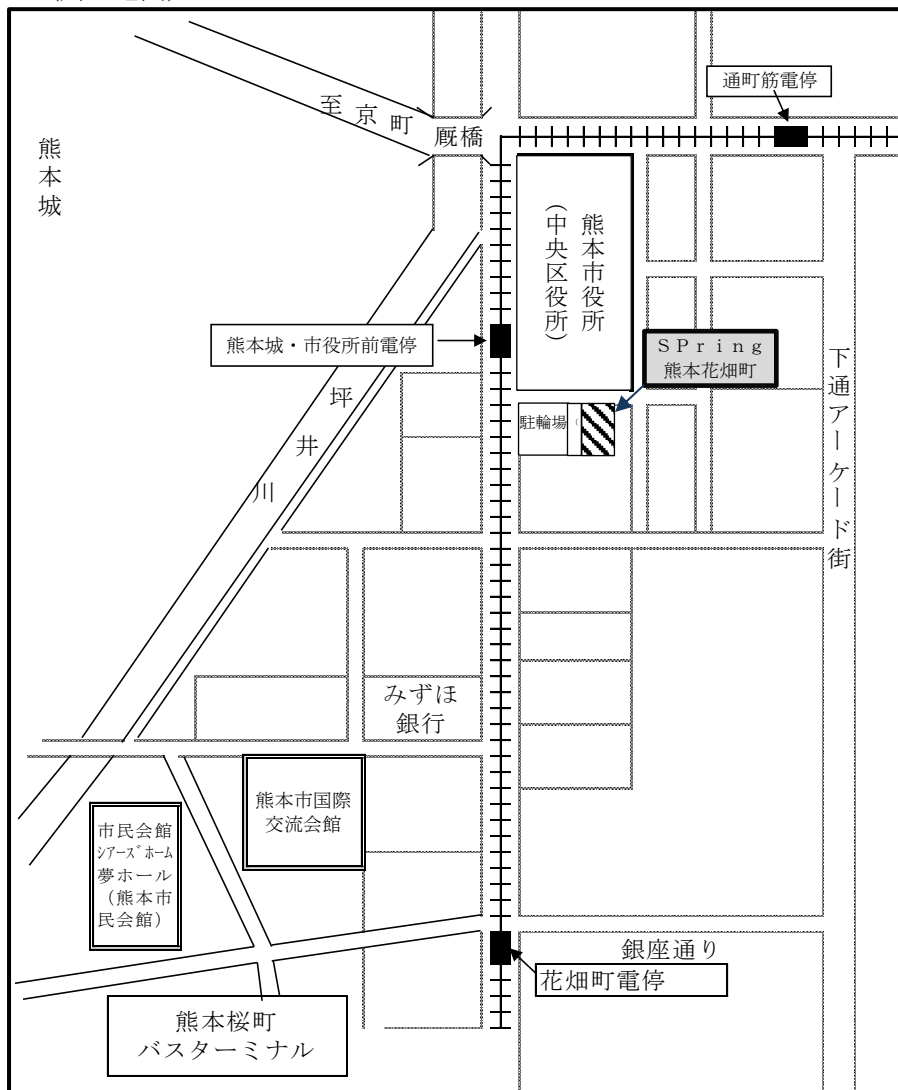 通町筋電停
至京町
厩橋
熊本城
熊本市役所
（中央区役所）
熊本城・市役所前電停
ＳＰｒｉｎｇ
熊本花畑町
駐輪場
坪井川
下通アーケード街
みずほ
銀行
熊本市国際
交流会館
市民会館
ｼｱｰｽﾞﾎｰﾑ
夢ホール
（熊本市
民会館）
銀座通り
花畑町電停
熊本桜町
バスターミナル